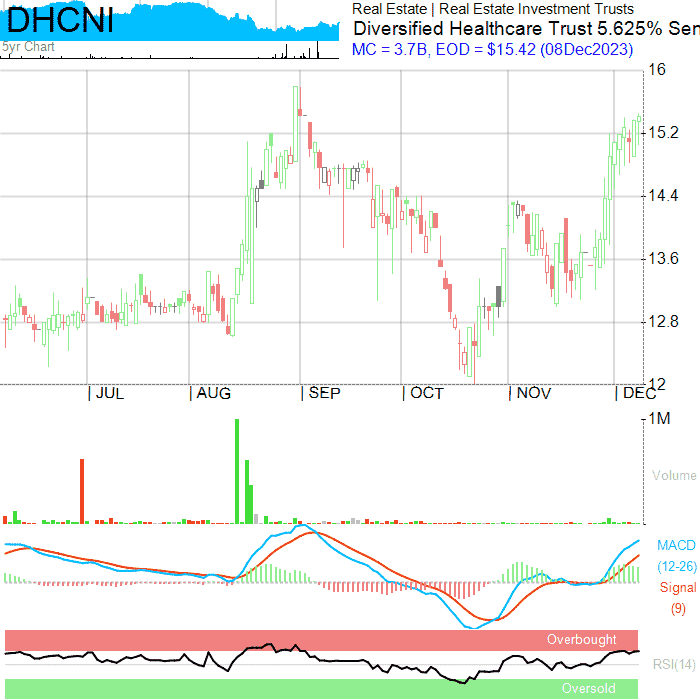 DHCNI
5yr Chart
Real Estate | Real Estate Investment Trusts
Diversified Healthcare Trust 5.625% Sen
MC = 3.7B, EOD = $15.42 (08Dec2023)
16
15.2
14.4
13.6
12.8
12
JUL AUG SEP OCT NOV DEC
1M
Volume
MACD
(12-26)
Signal
(9)
Overbought
RSI(14)
Oversold